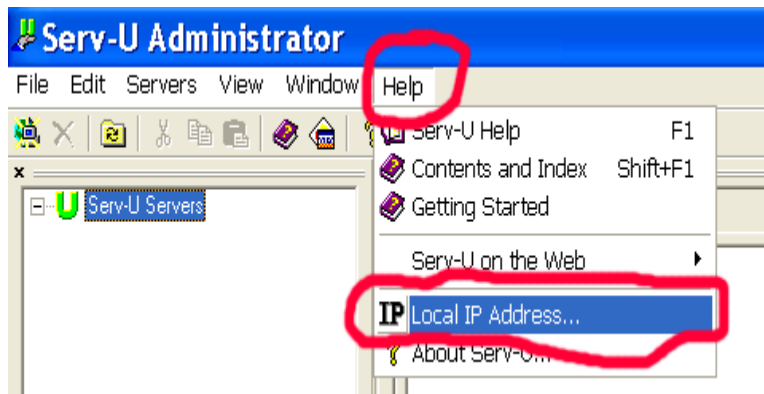 Serv-U Administrator
File Edit Servers View Window Help
Serv-U Help F1
Contents and Index Shift+F1
Serv-U Servers
Getting Started
Serv-U on the Web
IP Local IP Address...
About Serv-U...